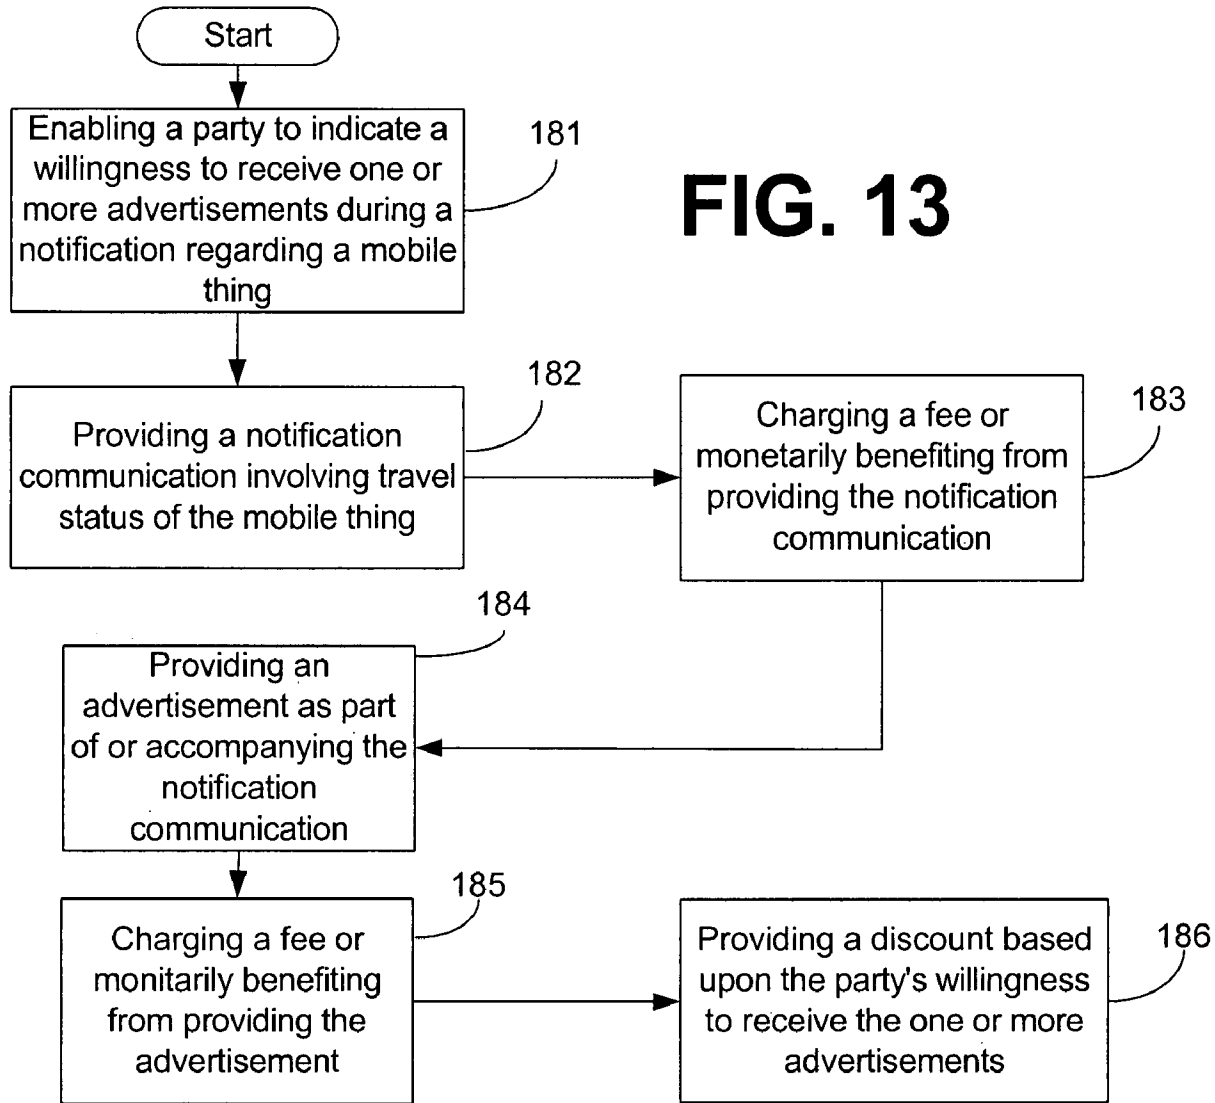 Start
Enabling a party to indicate a
willingness to receive one or
more advertisements during a
notification regarding a mobile
thing
181
FIG. 13
182
Providing a notification
communication involving travel
status of the mobile thing
183
Charging a fee or
monetarily benefiting from
providing the notification
communication
184
Providing an
advertisement as part
of or accompanying the
notification
communication
185
Charging a fee or
monitarily benefiting
from providing the
advertisement
186
Providing a discount based
upon the party's willingness
to receive the one or more
advertisements